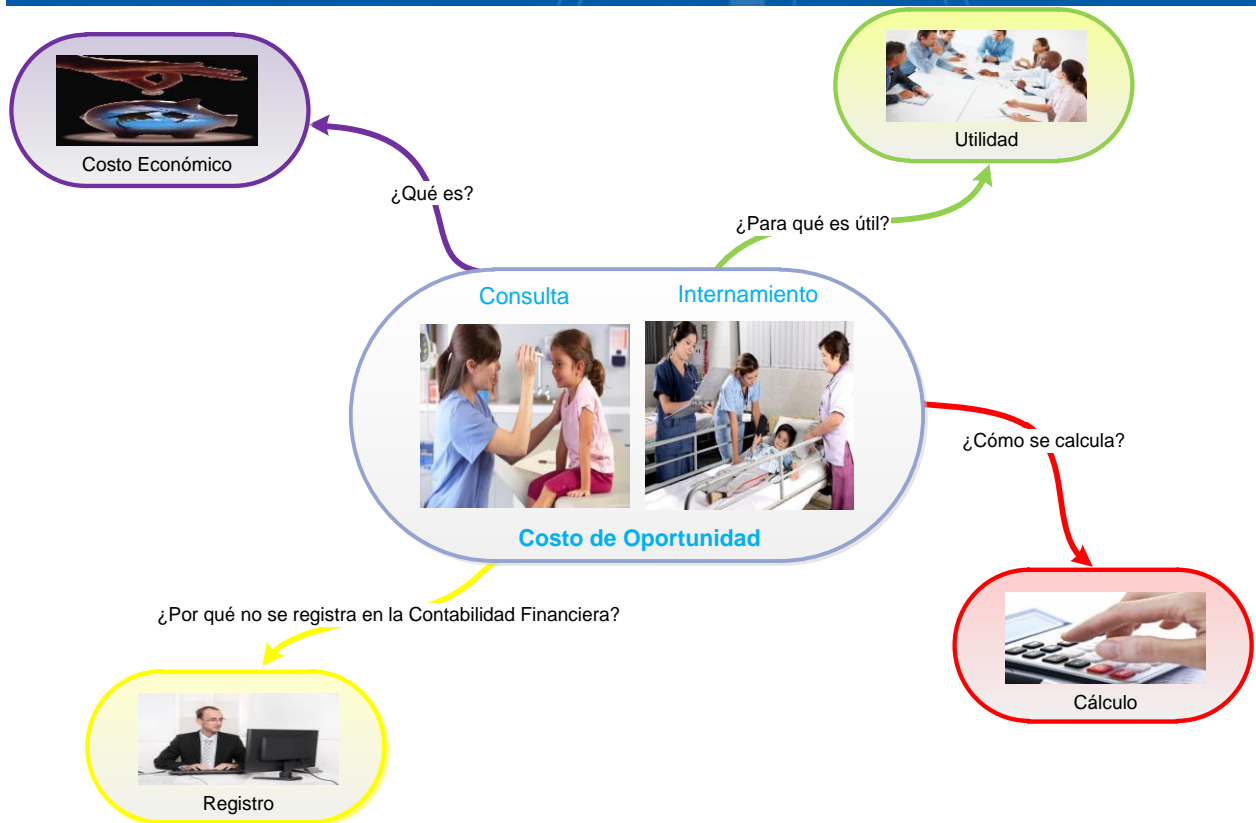 Costo Económico
Utilidad
¿Qué es?
¿Para qué es útil?
Consulta
Internamiento
Costo de Oportunidad
¿Cómo se calcula?
Cálculo
¿Por qué no se registra en la Contabilidad Financiera?
Registro